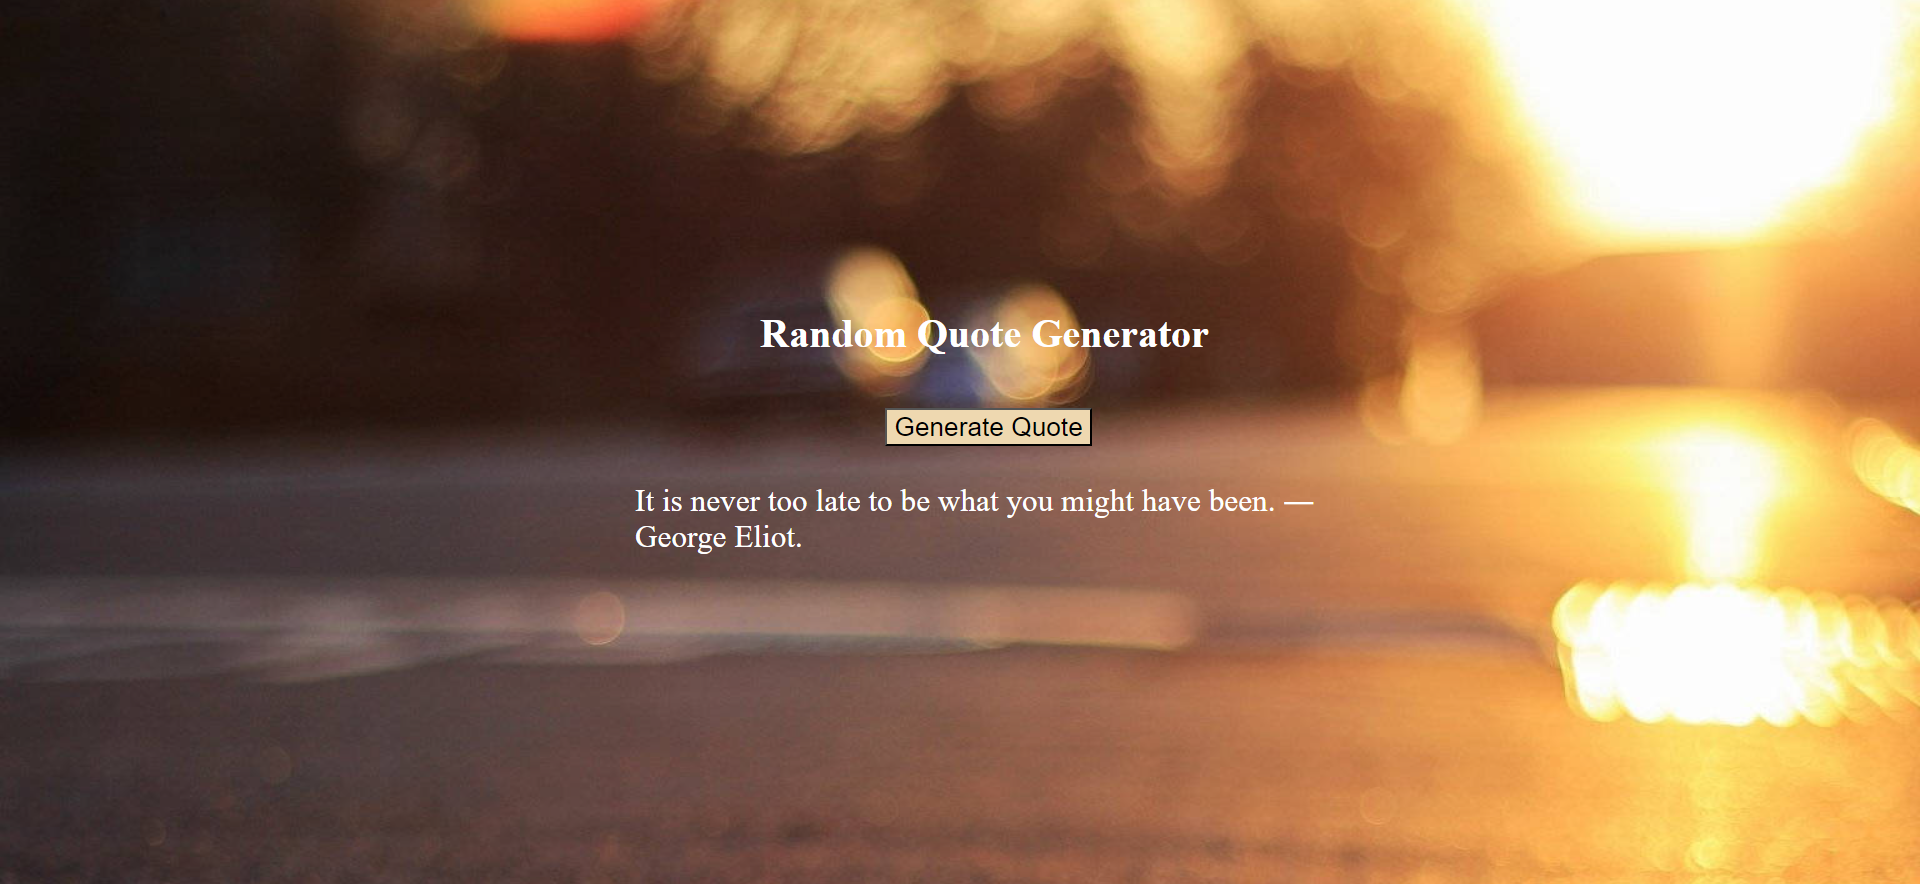 Random Quote Generator
Generate Quote
It is never too late to be what you might have been. —
George Eliot.